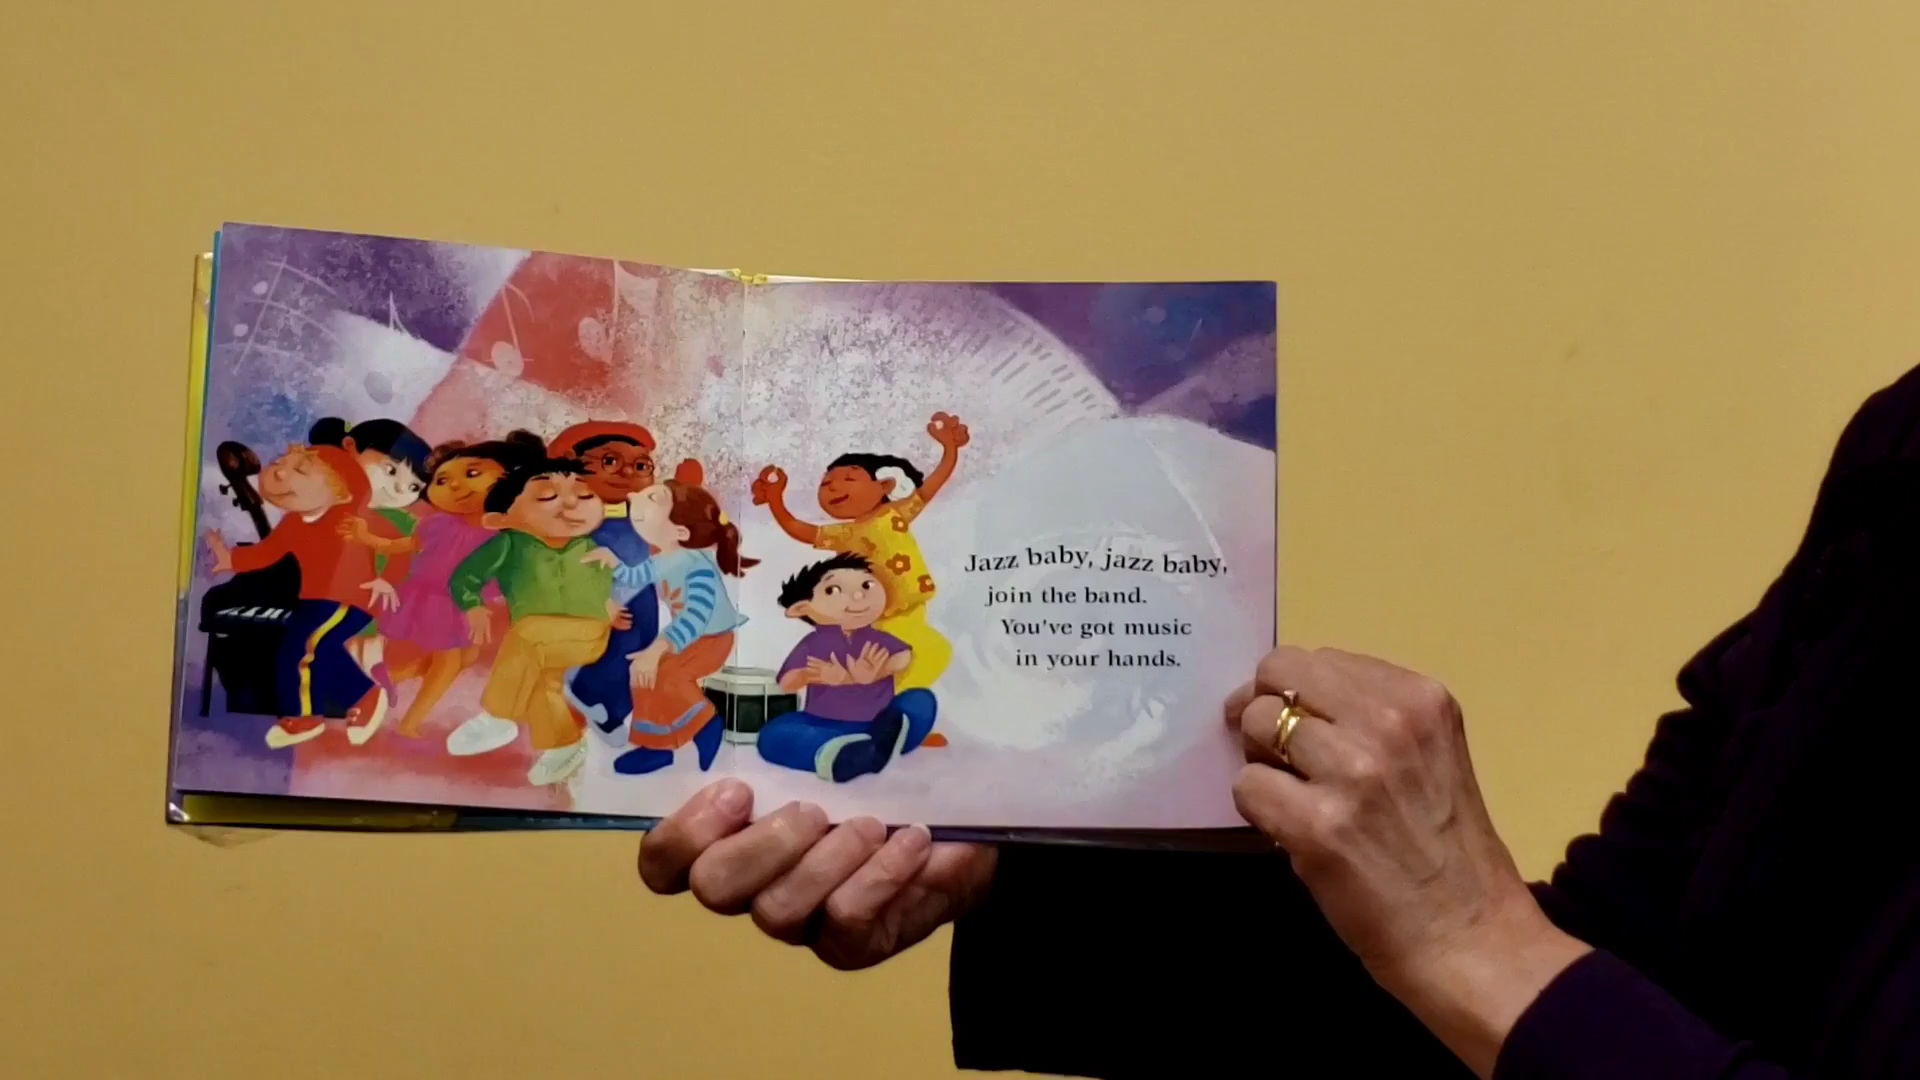 Jazz baby, jazz baby,
join the band.
You've got music
in your hands.